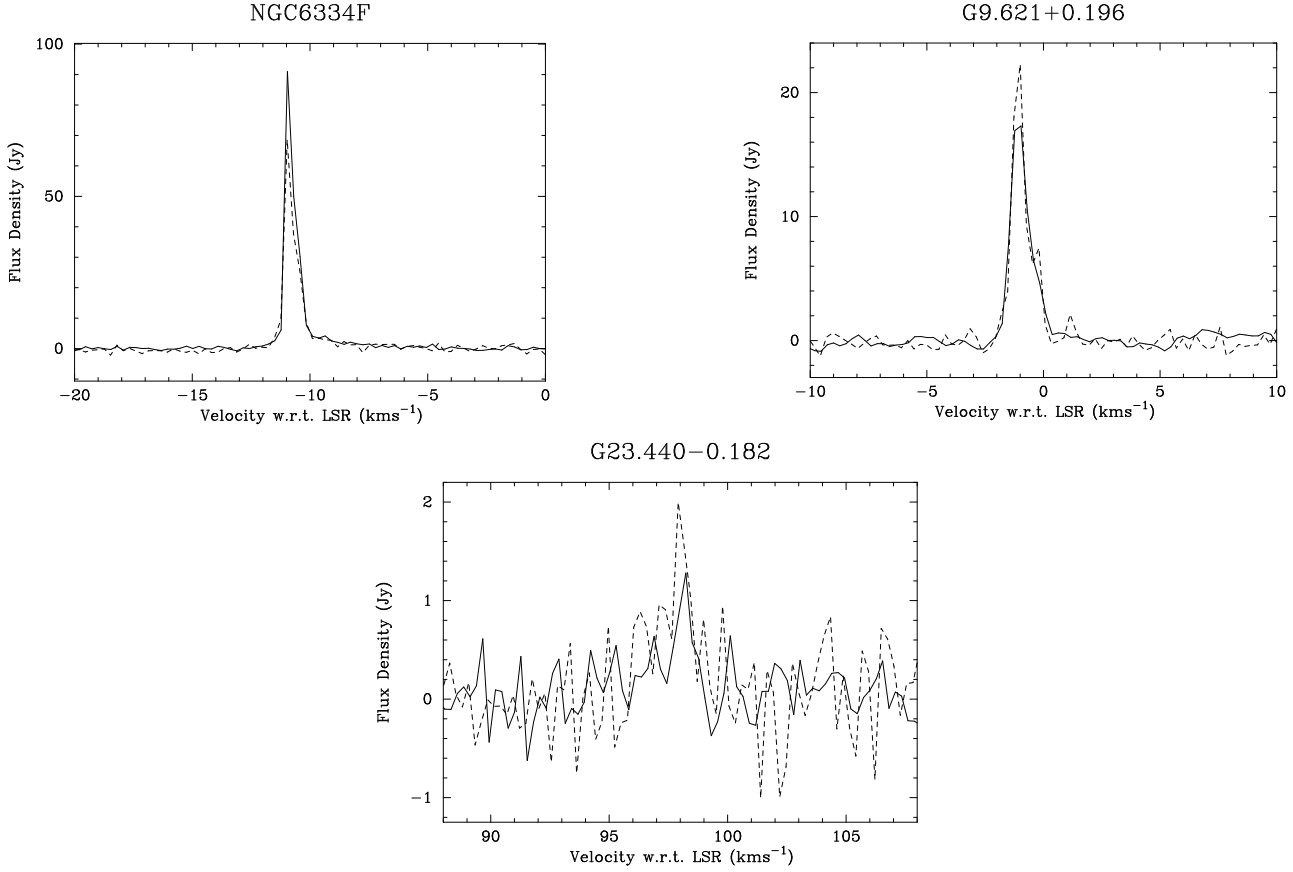 NGC6334F
100
50
0
Flux Density (Jy)
−20
−15
−10
−5
0
Velocity w.r.t. LSR (kms−1)
G9.621+0.196
20
10
0
Flux Density (Jy)
−10
−5
0
5
10
Velocity w.r.t. LSR (kms−1)
G23.440−0.182
2
1
0
−1
Flux Density (Jy)
90
95
100
105
Velocity w.r.t. LSR (kms−1)